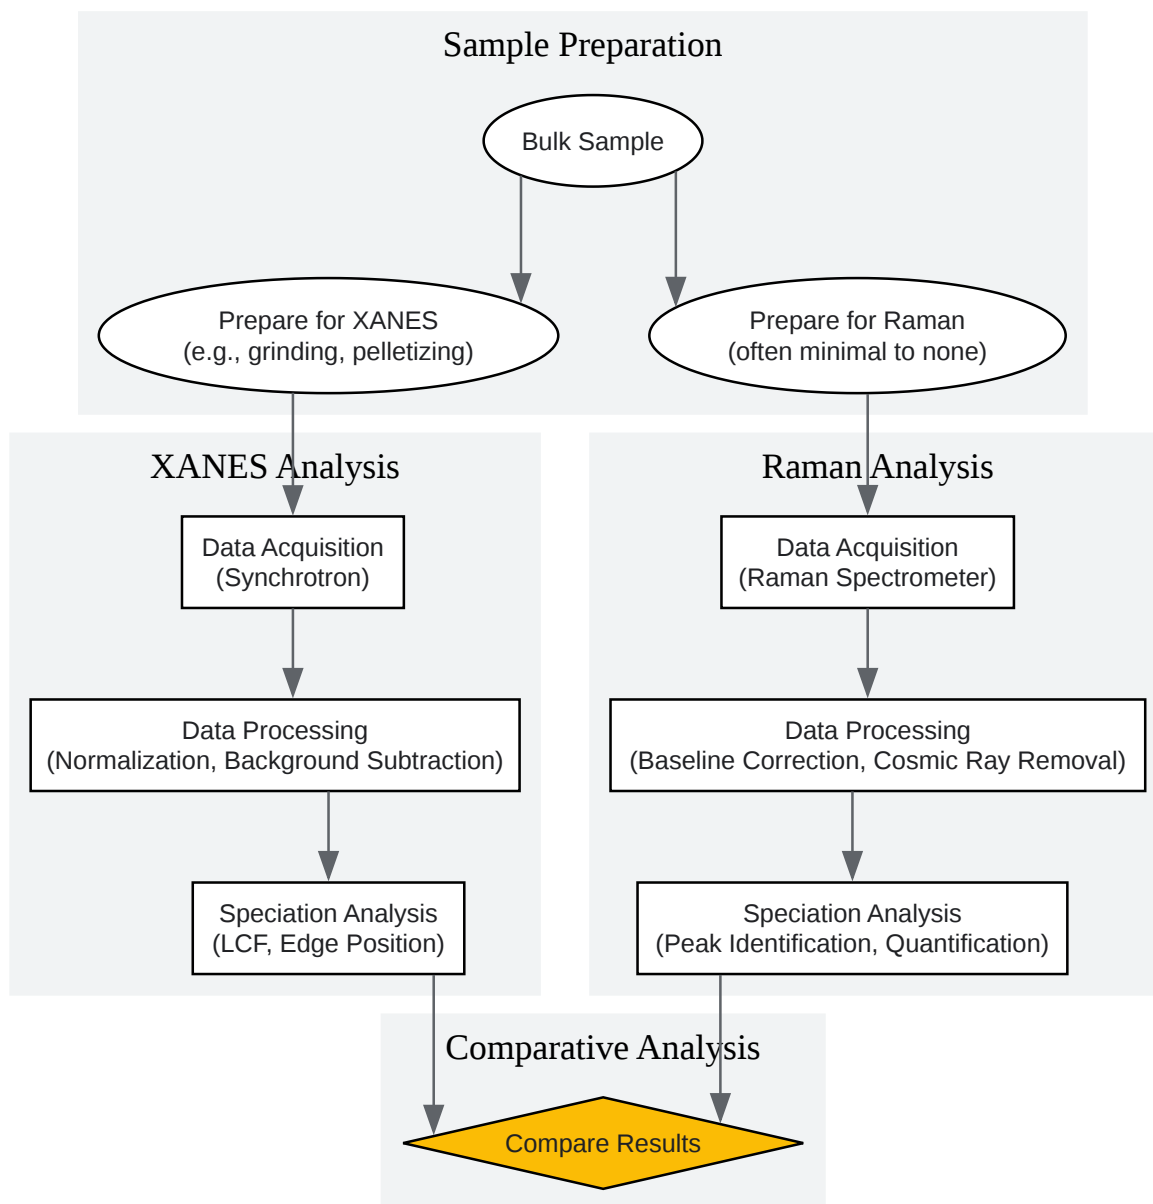 Sample Preparation
Bulk Sample
Prepare for XANES
(e.g., grinding, pelletizing)
Prepare for Raman
(often minimal to none)
XANES Analysis
Data Acquisition
(Synchrotron)
Data Processing
(Normalization, Background Subtraction)
Speciation Analysis
(LCF, Edge Position)
Raman Analysis
Data Acquisition
(Raman Spectrometer)
Data Processing
(Baseline Correction, Cosmic Ray Removal)
Speciation Analysis
(Peak Identification, Quantification)
Comparative Analysis
Compare Results